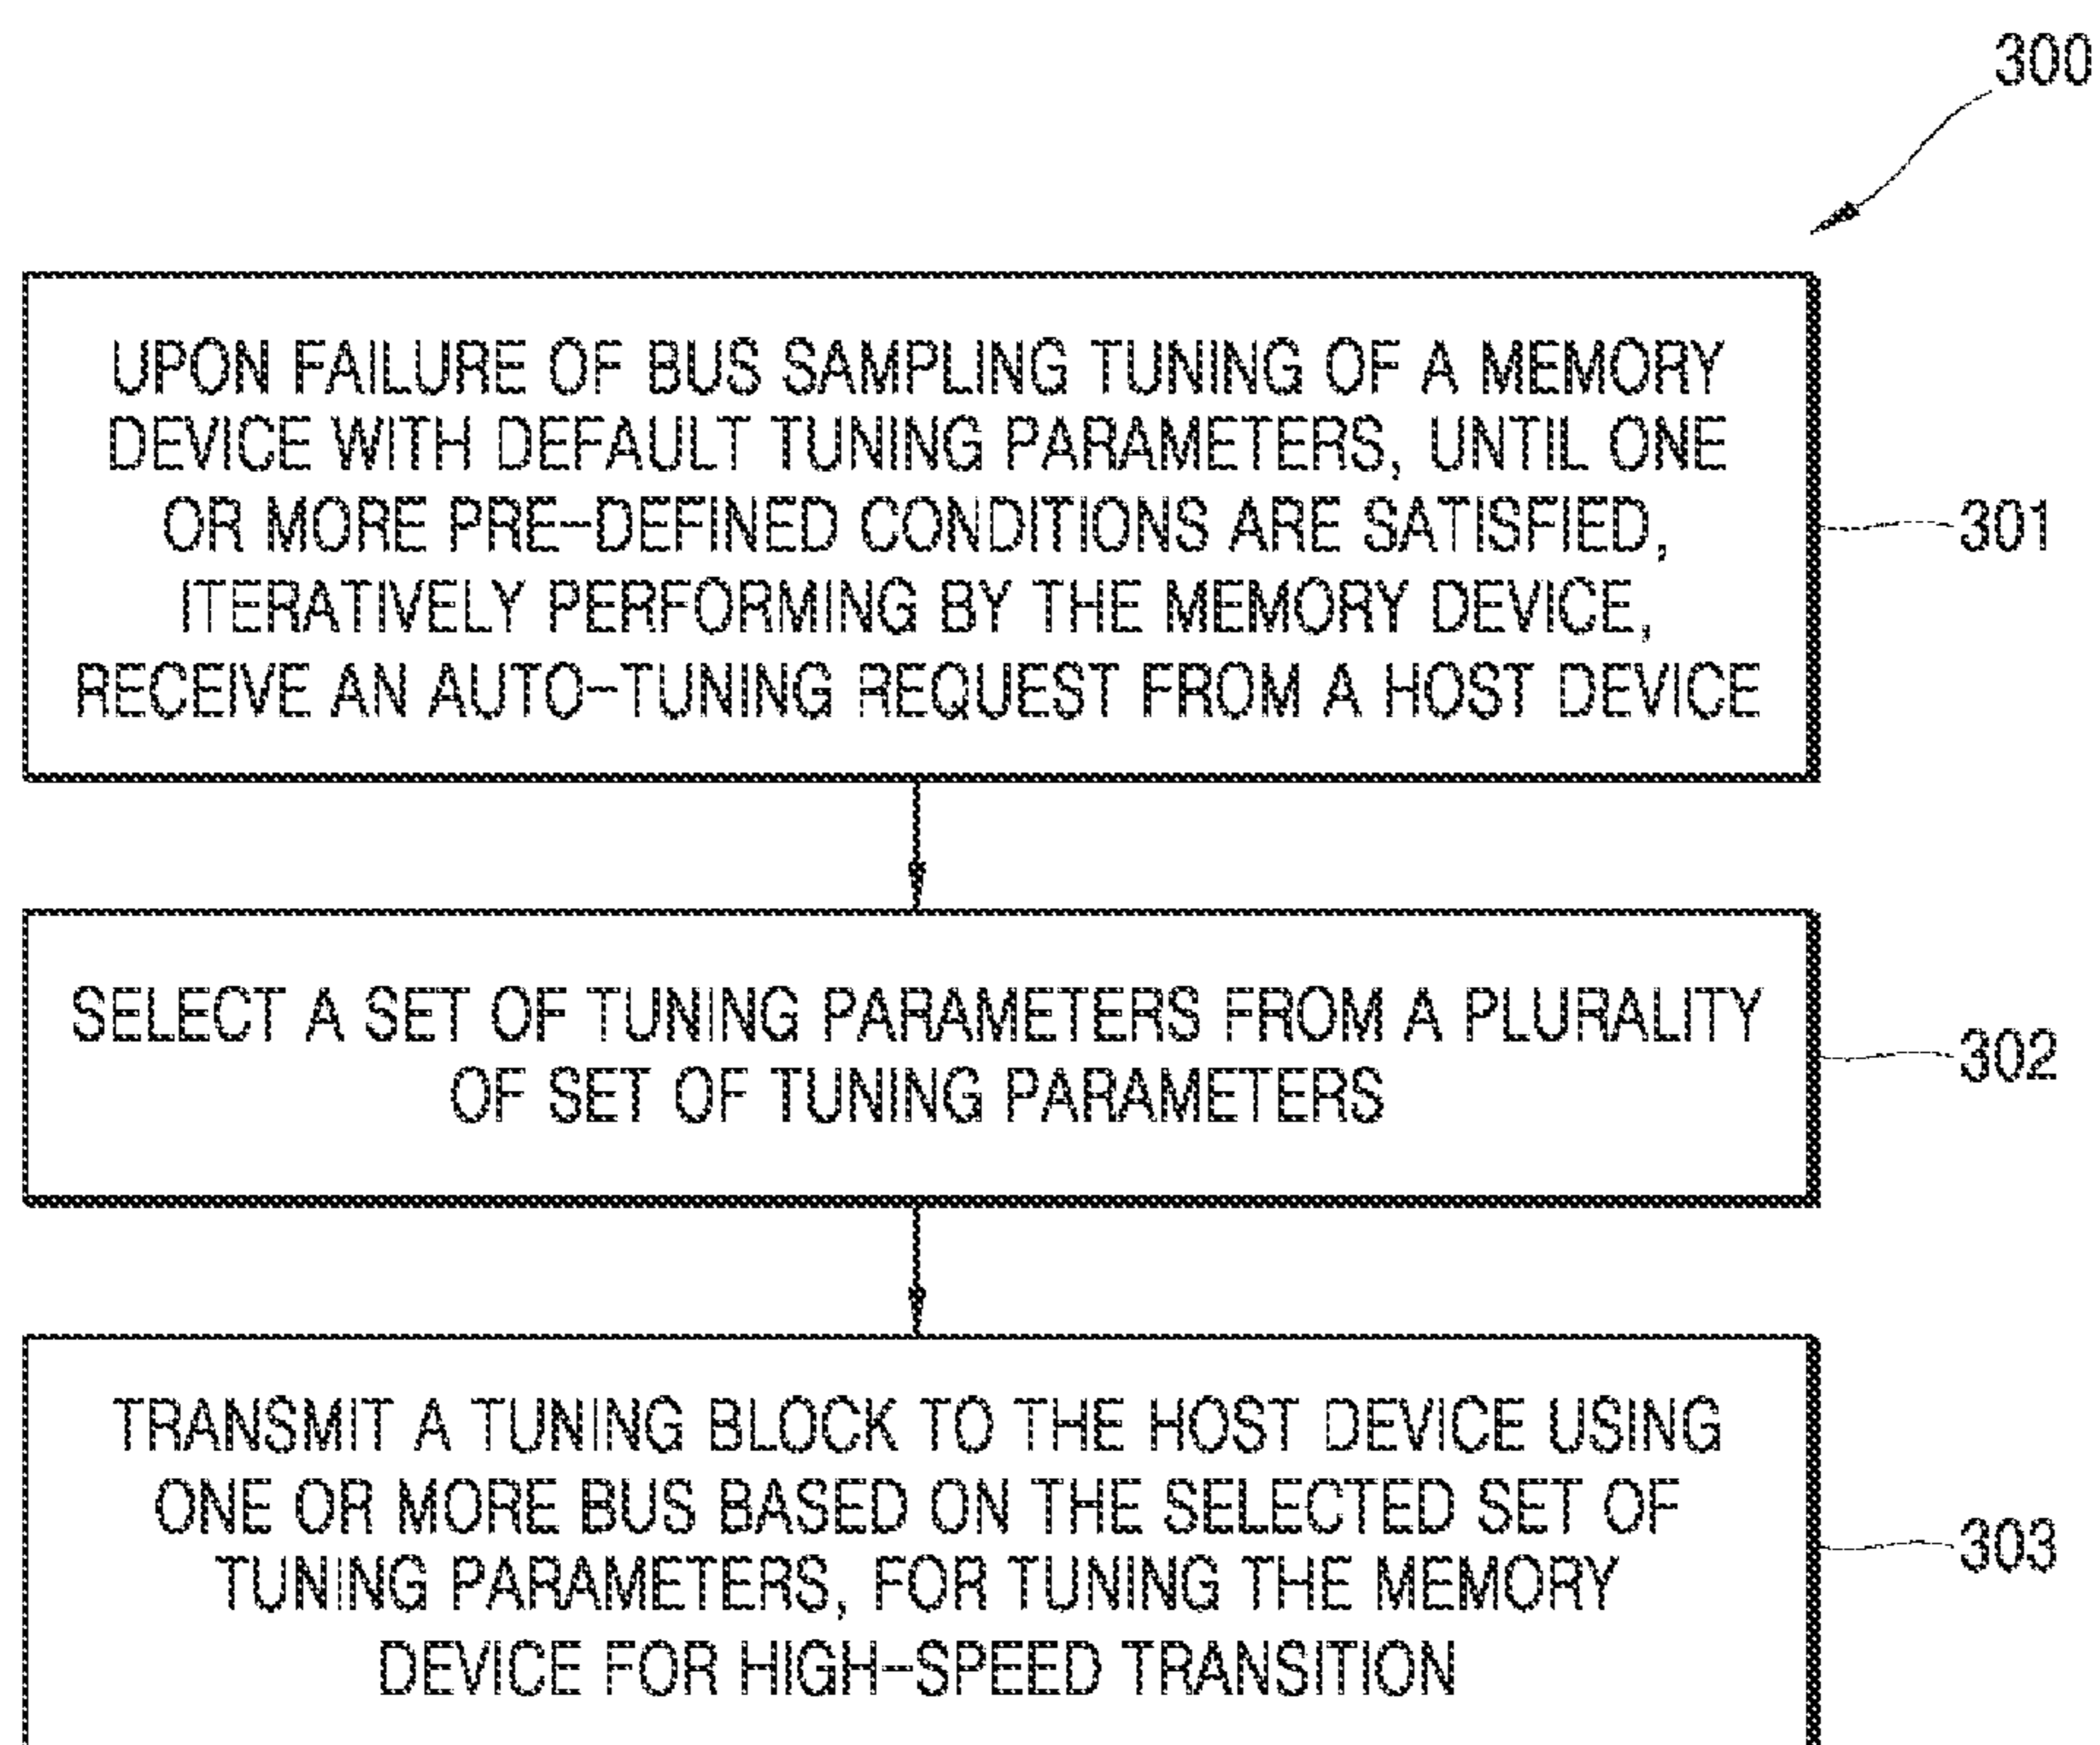 300
UPON FAILURE OF BUS SAMPLING TUNING OF A MEMORY
DEVICE WITH DEFAULT TUNING PARAMETERS, UNTIL ONE
OR MORE PRE-DEFINED CONDITIONS ARE SATISFIED,
ITERATIVELY PERFORMING BY THE MEMORY DEVICE,
RECEIVE AN AUTO-TUNING REQUEST FROM A HOST DEVICE
301
SELECT A SET OF TUNING PARAMETERS FROM A PLURALITY
OF SET OF TUNING PARAMETERS
302
TRANSMIT A TUNING BLOCK TO THE HOST DEVICE USING
ONE OR MORE BUS BASED ON THE SELECTED SET OF
TUNING PARAMETERS, FOR TUNING THE MEMORY
DEVICE FOR HIGH-SPEED TRANSITION
303